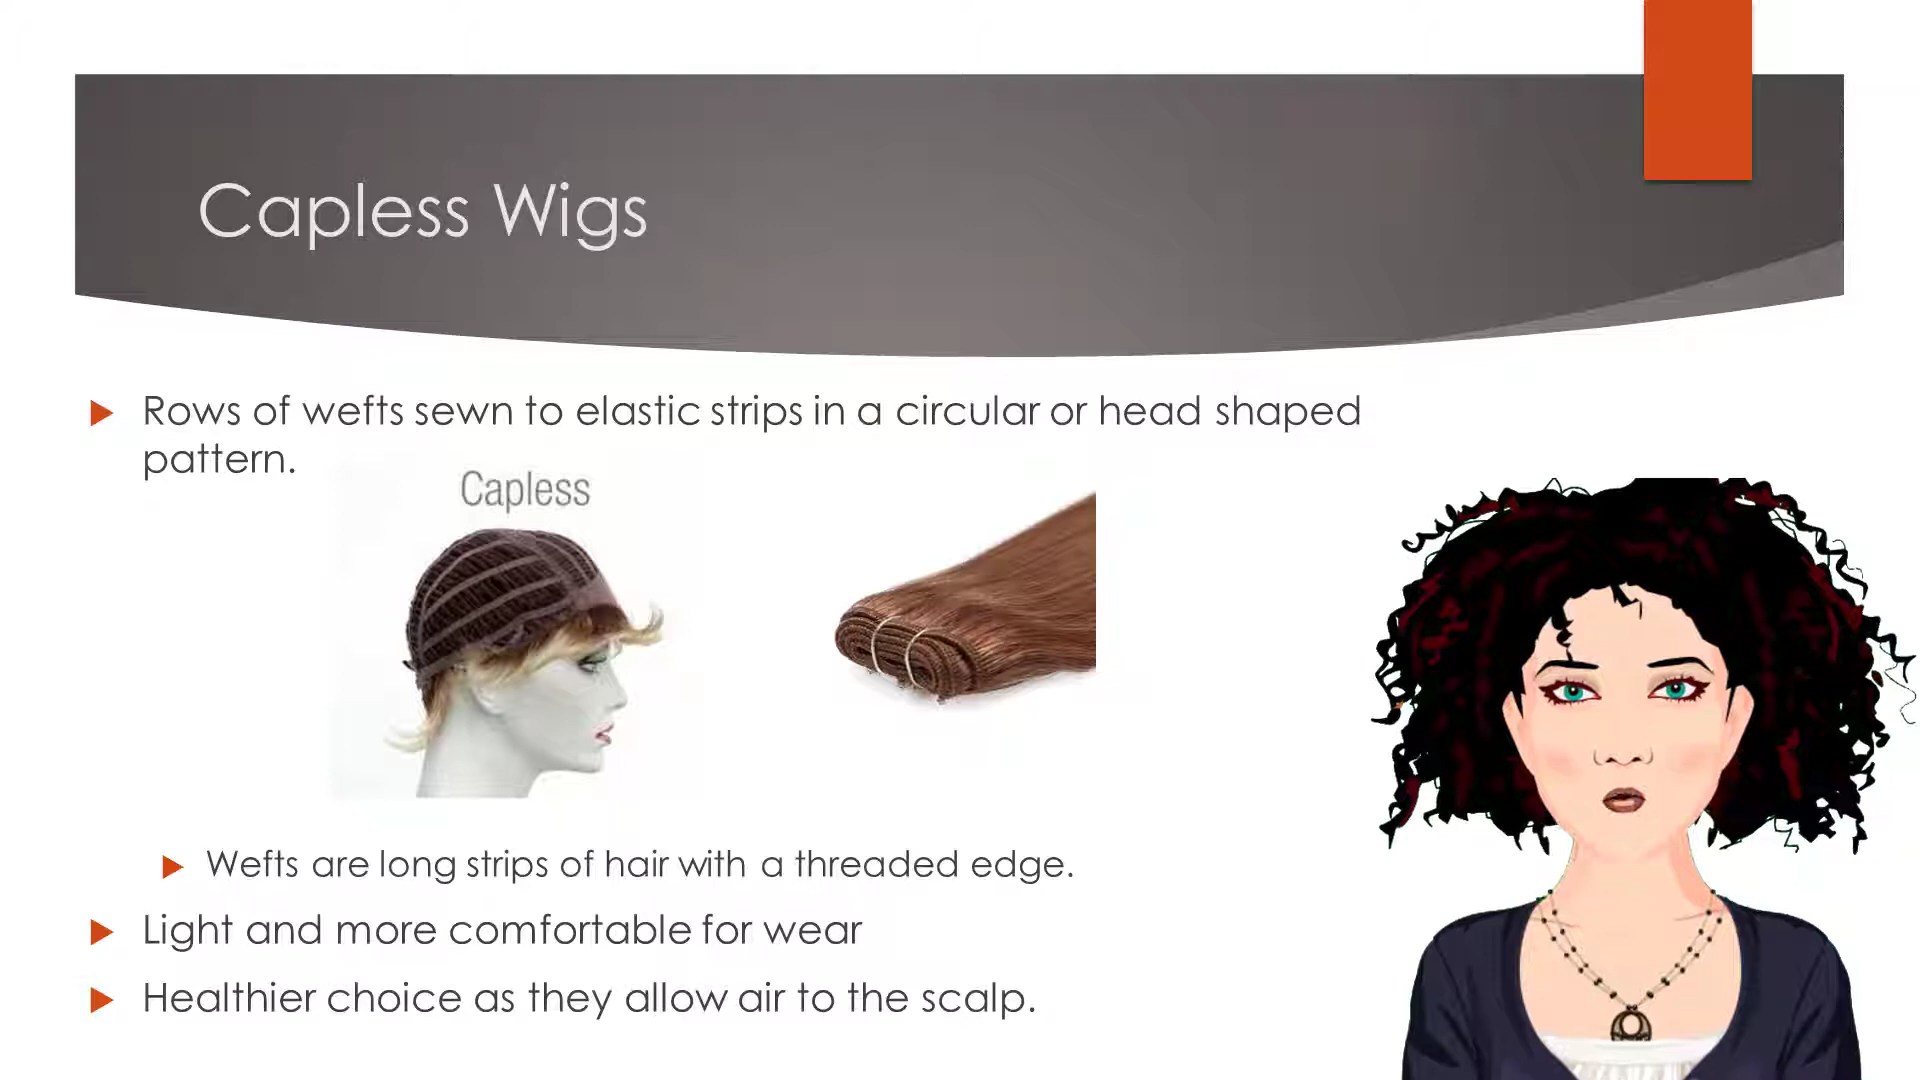 Capless Wigs
Rows of wefts sewn to elastic strips in a circular or head shaped
pattern.
Capless
Wefts are long strips of hair with a threaded edge.
Light and more comfortable for wear
Healthier choice as they allow air to the scalp.